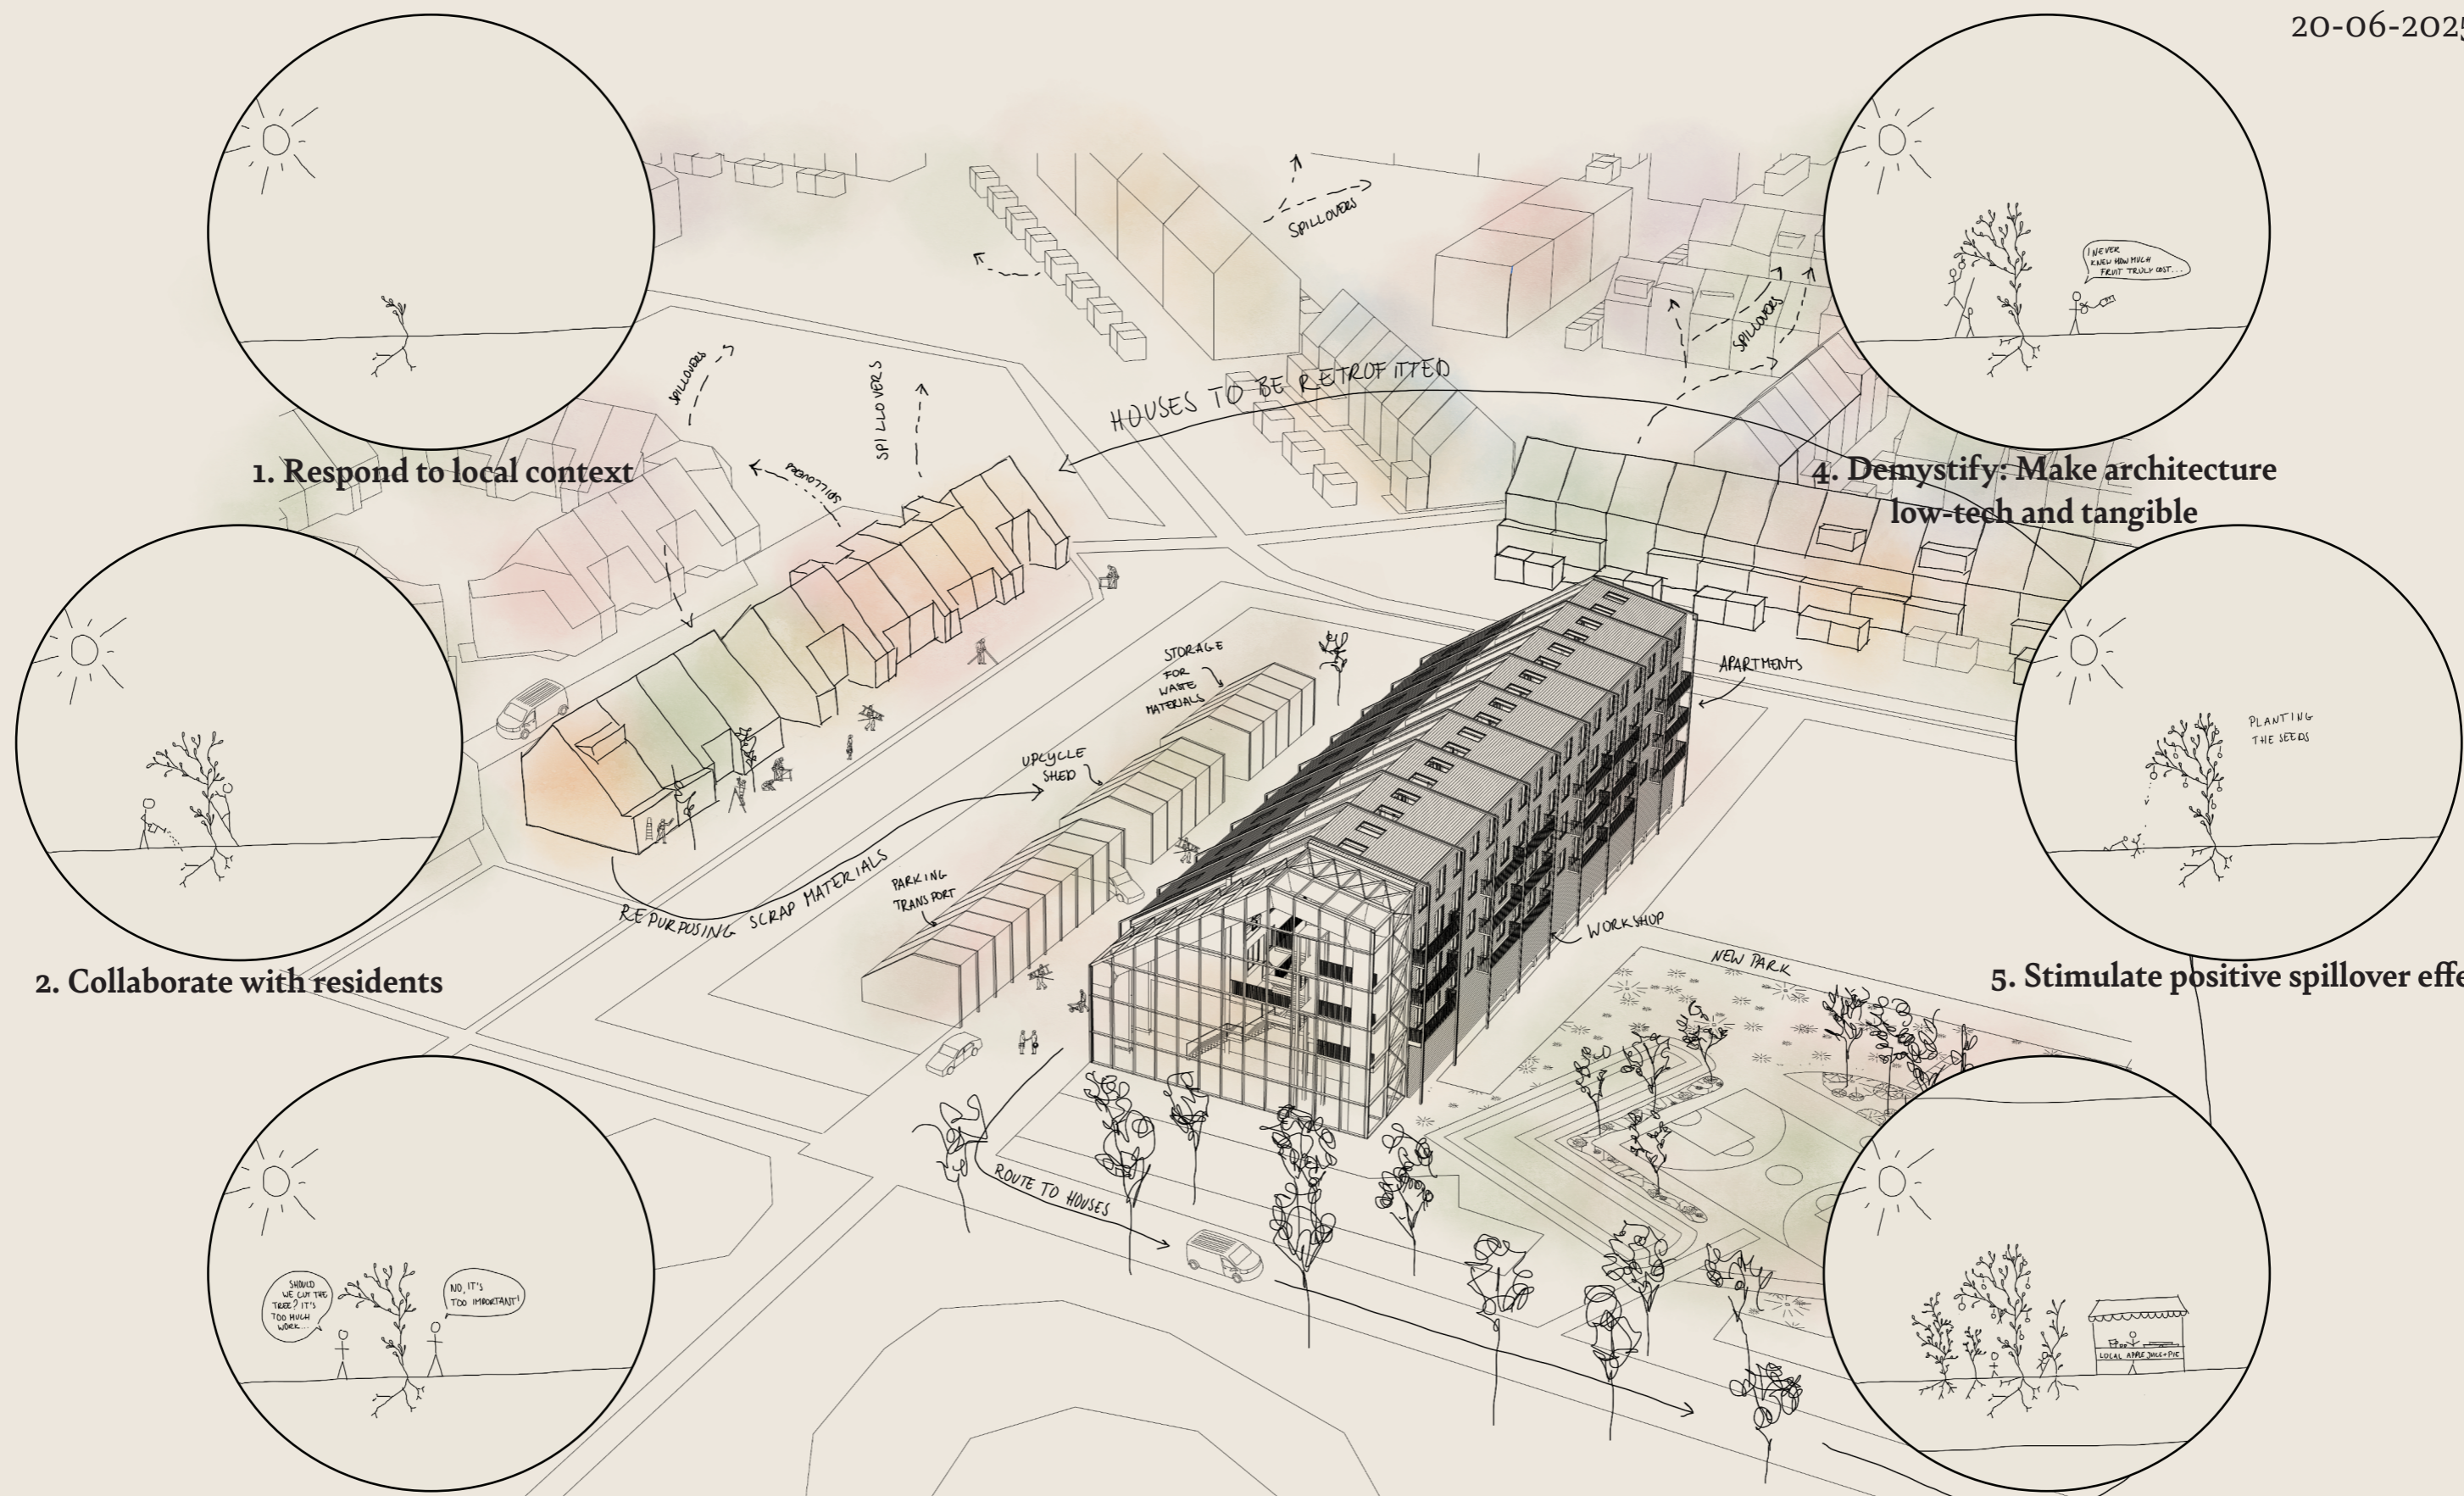 20-06-2025
SPILLOVERS
HOUSES TO BE RETROFITTED
SPILLOVERS
SPILLOVERS
SPILLOVERS
SPILLOVERS
I NEVER
KNEW HOW MUCH
FRUIT TRULY COST...
1. Respond to local context
4. Demystify: Make architecture
low-tech and tangible
STORAGE
FOR
WASTE
MATERIALS
APARTMENTS
UPCYCLE
SHED
PLANTING
THE SEEDS
PARKING
TRANSPORT
REPURPOSING SCRAP MATERIALS
WORKSHOP
NEW PARK
2. Collaborate with residents
5. Stimulate positive spillover effe
ROUTE TO HOUSES
SHOULD
WE CUT THE
TREE? IT'S
TOO MUCH
WORK...
NO, IT'S
TOO IMPORTANT!
LOCAL APPLE JUICE + PIE